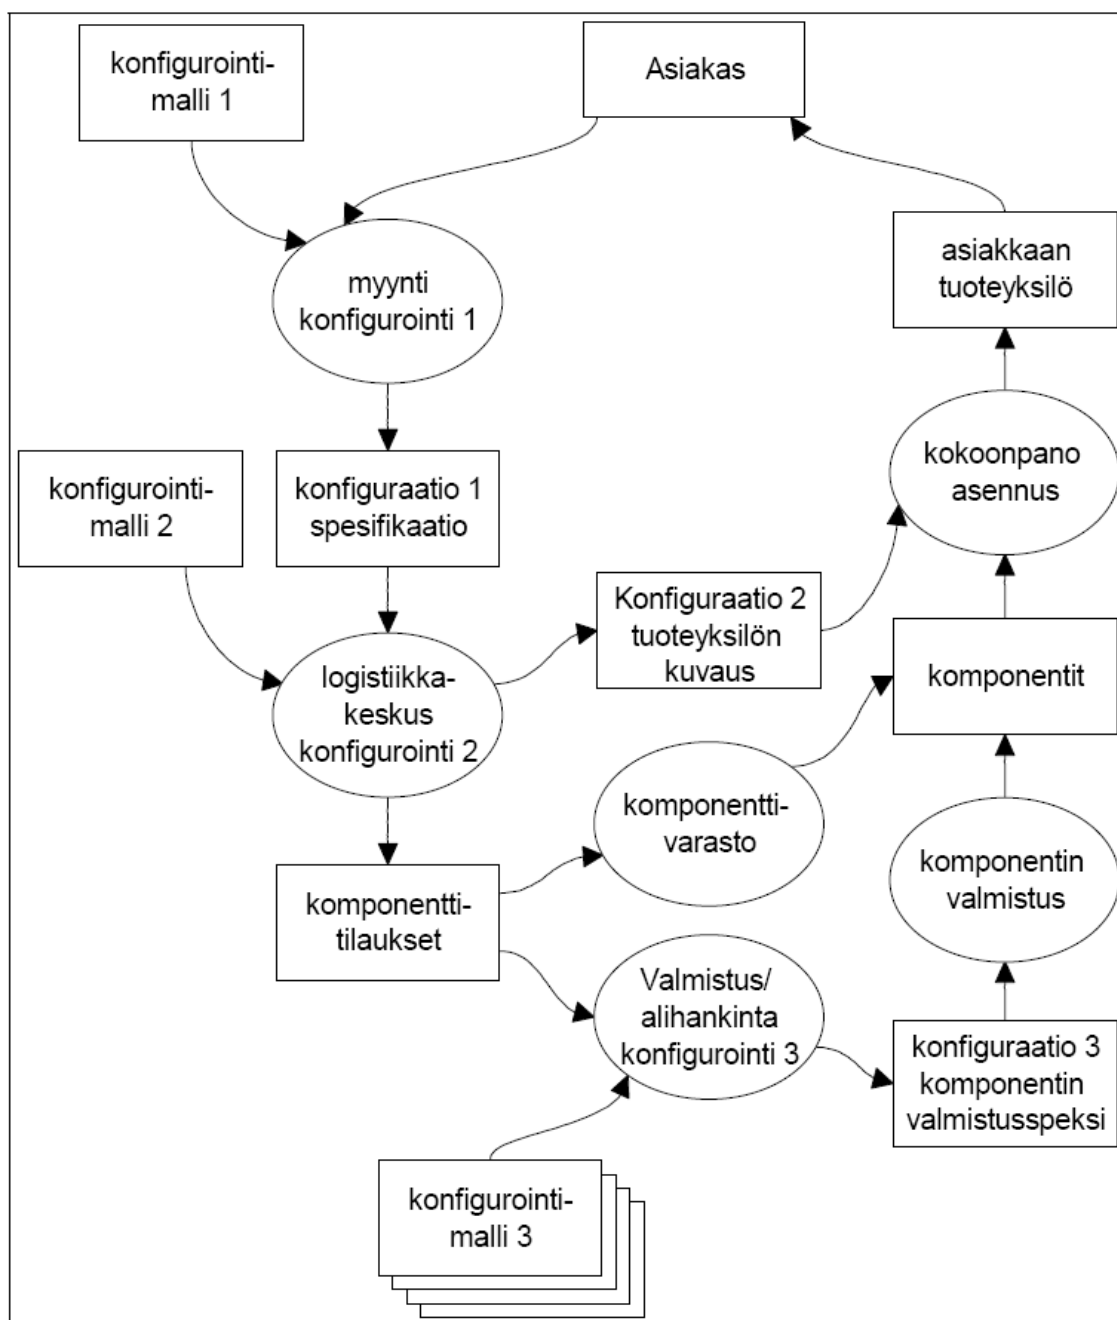 konfigurointi-
malli 1
Asiakas
asiakkaan
tuoteyksilö
myynti
konfigurointi 1
kokoonpano
asennus
konfigurointi-
malli 2
konfiguraatio 1
spesifikaatio
Konfiguraatio 2
tuoteyksilön
kuvaus
komponentit
logistiikka-
keskus
konfigurointi 2
komponentti-
varasto
komponentin
valmistus
komponentti-
tilaukset
Valmistus/
alihankinta
konfigurointi 3
konfiguraatio 3
komponentin
valmistusspeksi
konfigurointi-
malli 3